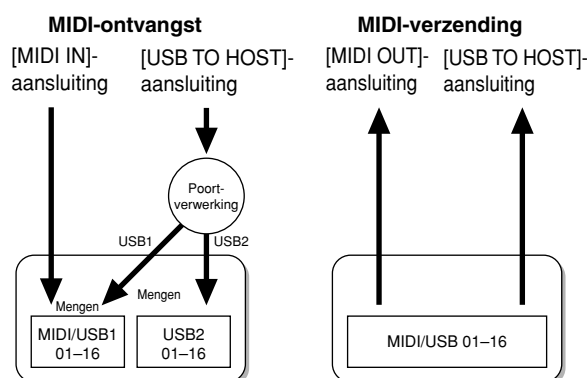 MIDI-ontvangst
[MIDI IN]-
aansluiting
[USB TO HOST]-
aansluiting
Poort-
verwerking
USB1
USB2
Mengen
Mengen
MIDI/USB1
01–16
USB2
01–16
MIDI-verzending
[MIDI OUT]-
aansluiting
[USB TO HOST]-
aansluiting
MIDI/USB 01–16